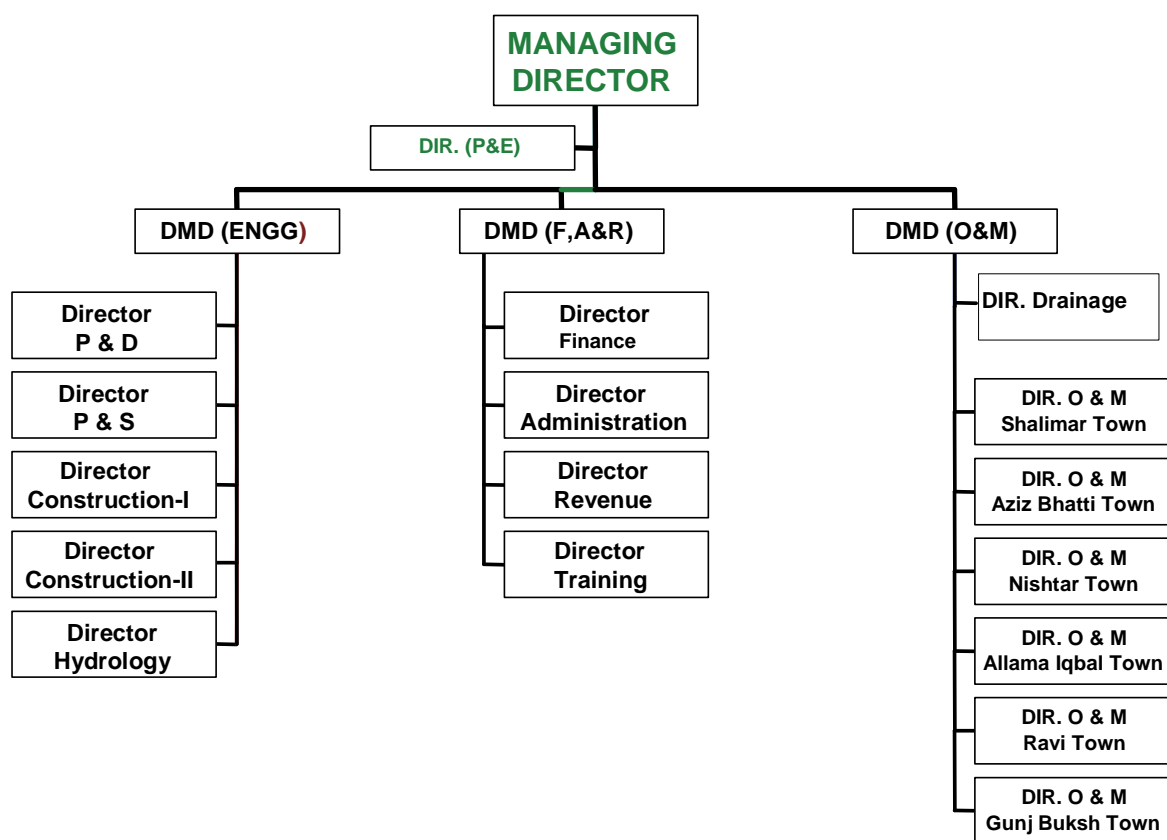 MANAGING
DIRECTOR
DIR. (P&E)
DMD (ENGG)
DMD (F,A&R)
DMD (O&M)
Director
P & D
Director
P & S
Director
Construction-I
Director
Construction-II
Director
Hydrology
Director
Finance
Director
Administration
Director
Revenue
Director
Training
DIR. Drainage
DIR. O & M
Shalimar Town
DIR. O & M
Aziz Bhatti Town
DIR. O & M
Nishtar Town
DIR. O & M
Allama Iqbal Town
DIR. O & M
Ravi Town
DIR. O & M
Gunj Buksh Town